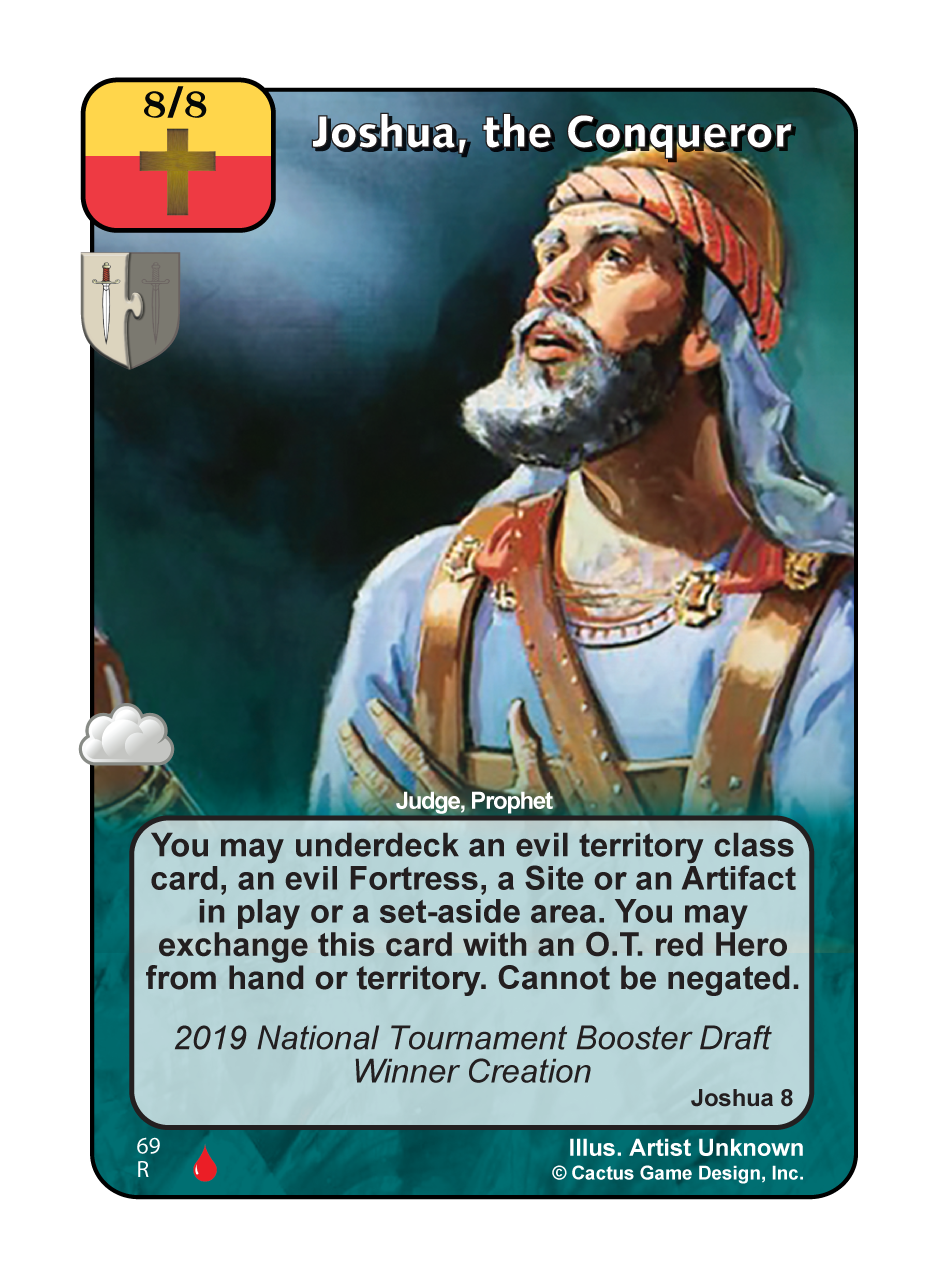 8/8
Joshua, the Conqueror
Judge, Prophet
You may underdeck an evil territory class
card, an evil Fortress, a Site or an Artifact
in play or a set-aside area. You may
exchange this card with an O.T. red Hero
from hand or territory. Cannot be negated.
2019 National Tournament Booster Draft
Winner Creation
Joshua 8
69
R
Illus. Artist Unknown
© Cactus Game Design, Inc.